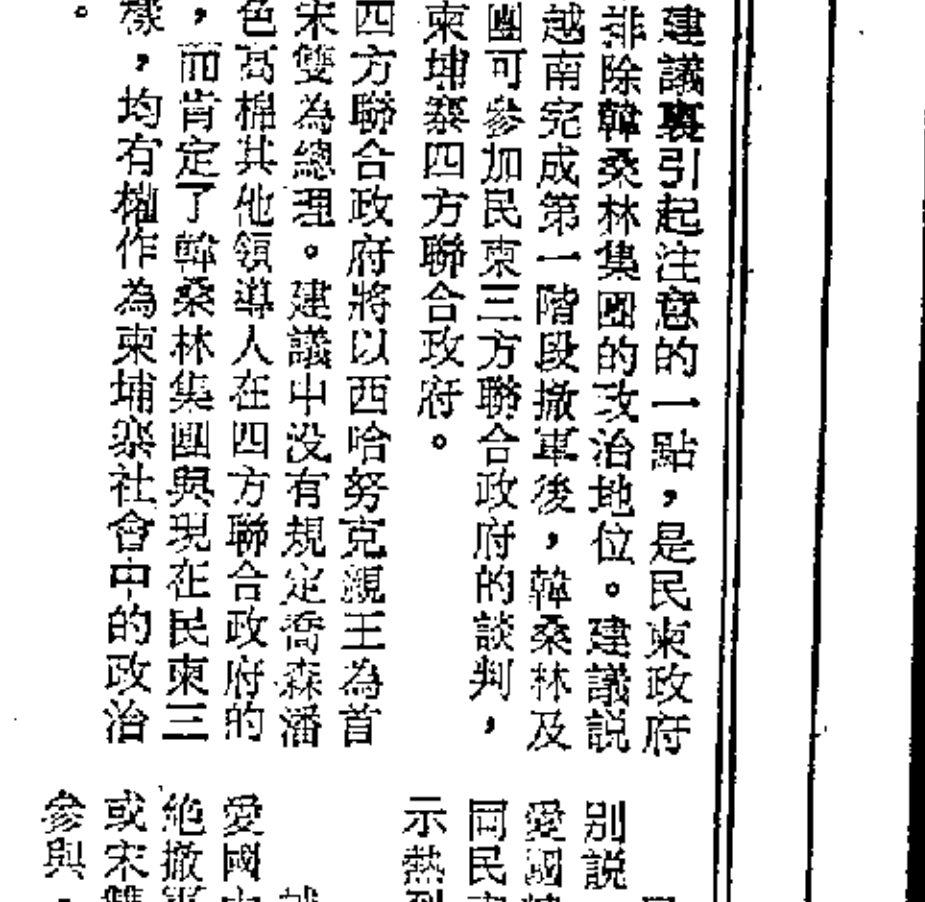 建議裏引起注意的一點，是民柬政府
排除韓桑林集團的政治地位。建議説
越南完成第一階段撤軍後，韓桑林及
團可參加民柬三方聯合政府的談判，
柬埔寨四方聯合政府。
四方聯合政府將以西哈努克親王為首
宋雙為總理。建議中没有規定喬森潘
色高棉其他領導人在四方聯合政府的
，而肯定了韓桑林集團與現在民柬三
樣，均有權作為柬埔寨社會中的政治
。
別説
愛國
同民
示熱
愛國
絶撤軍
或宋雙
參與，